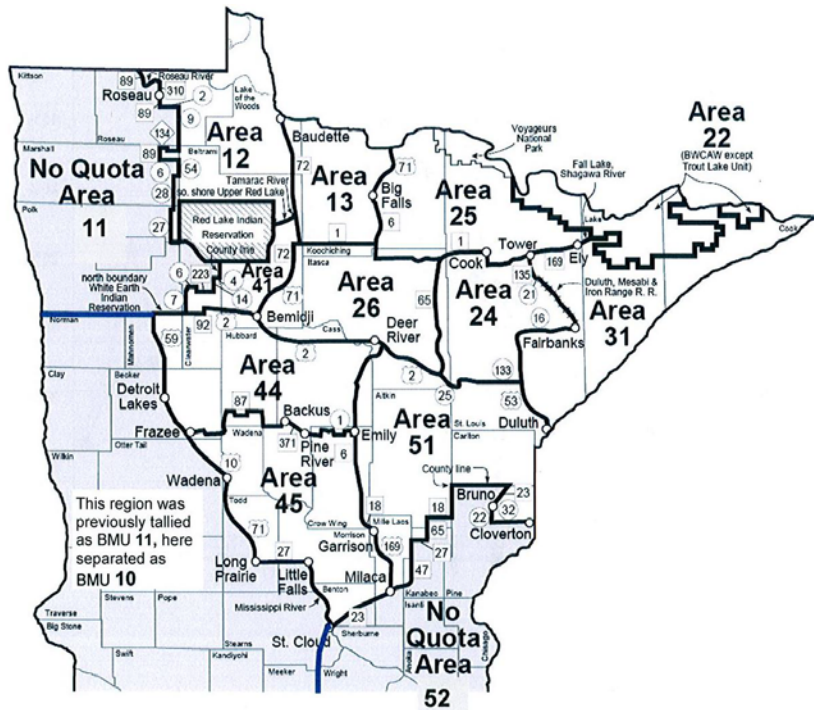 Kittson
89
Roseau River
310
2
Roseau
89
9
Lake
of the
Woods
134
Roseau
Marshall
89
Beltrami
54
6
28
Area
12
Baudette
No Quota
Area
11
Tamarac River
so. shore Upper Red Lake
72
Area
13
71
Big
Falls
6
Voyageurs
National
Park
Area
22
(BWCAW except
Trout Lake Unit)
Fall Lake,
Shagawa River
Area
25
Lake
Cook
Polk
27
Red Lake Indian
Reservation
County line
1
Koochiching
Itasca
72
1
Cook
Tower
169
Ely
135
21
Duluth, Mesabi &
Iron Range R. R.
north boundary
White Earth
Indian
Reservation
6
223
4
7
14
Area
41
71
Area
26
65
Area
24
16
Area
31
Norman
Mahnomen
92
2
Bemidji
Cass
Deer
River
Fairbanks
59
Clearwater
Hubbard
2
2
133
Clay
Becker
Area
44
Aitkin
25
53
Detroit
Lakes
87
Backus
371
1
Area
51
St. Louis
Carlton
Duluth
Frazee
Wadena
Pine
River
Emily
6
Otter Tail
Wilkin
10
Area
45
County line
Bruno
23
Wadena
22
32
Cloverton
This region was
previously tallied
as BMU 11, here
separated as
BMU 10
Todd
Crow Wing
18
Mille Lacs
18
65
71
Morrison
Garrison
169
27
27
47
Long
Prairie
Little
Falls
Milaca
Benton
Kanabec
Pine
Isanti
Mississippi River
23
Traverse
Stevens
Pope
Big Stone
Stearns
St. Cloud
Sherburne
No
Quota
Area
52
Anoka
Chisago
Swift
Kandiyohi
Meeker
Wright